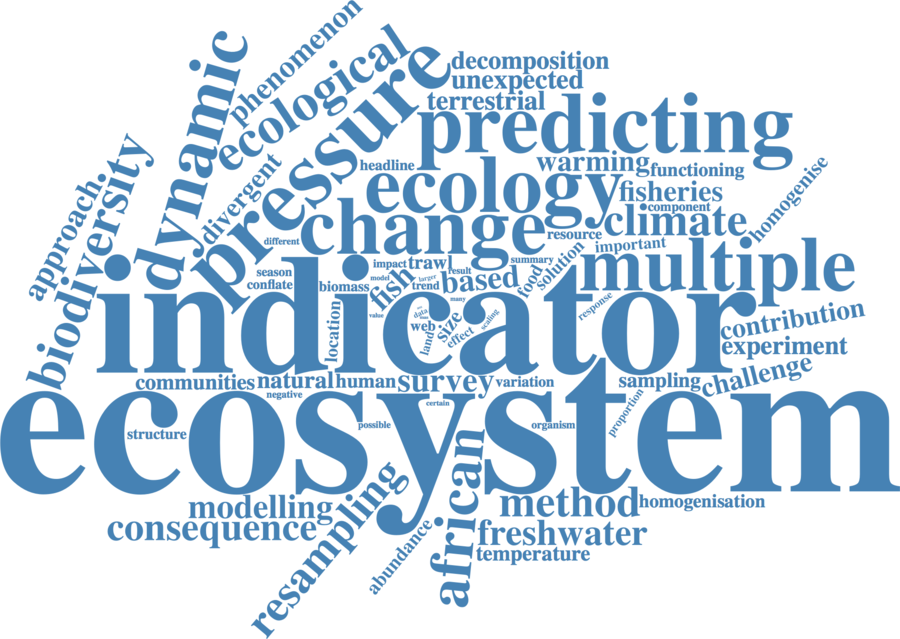 phenomenon
dynamic
ecological
pressure
decomposition
unexpected
terrestrial
predicting
biodiversity
approach
divergent
headline
ecology
warming
functioning
fisheries
component
homogenise
different
change
resource
climate
important
multiple
season
conflate
impact
trawl
summary
food
solution
model
larger
result
fish
trend
based
biomass
many
indicator
value
data
location
web
size
land
effect
scaling
response
contribution
experiment
communities
natural
human
survey
variation
sampling
challenge
negative
certain
proportion
ecosystem
structure
possible
organism
modelling
consequence
resampling
abundance
african
method
homogenisation
freshwater
temperature